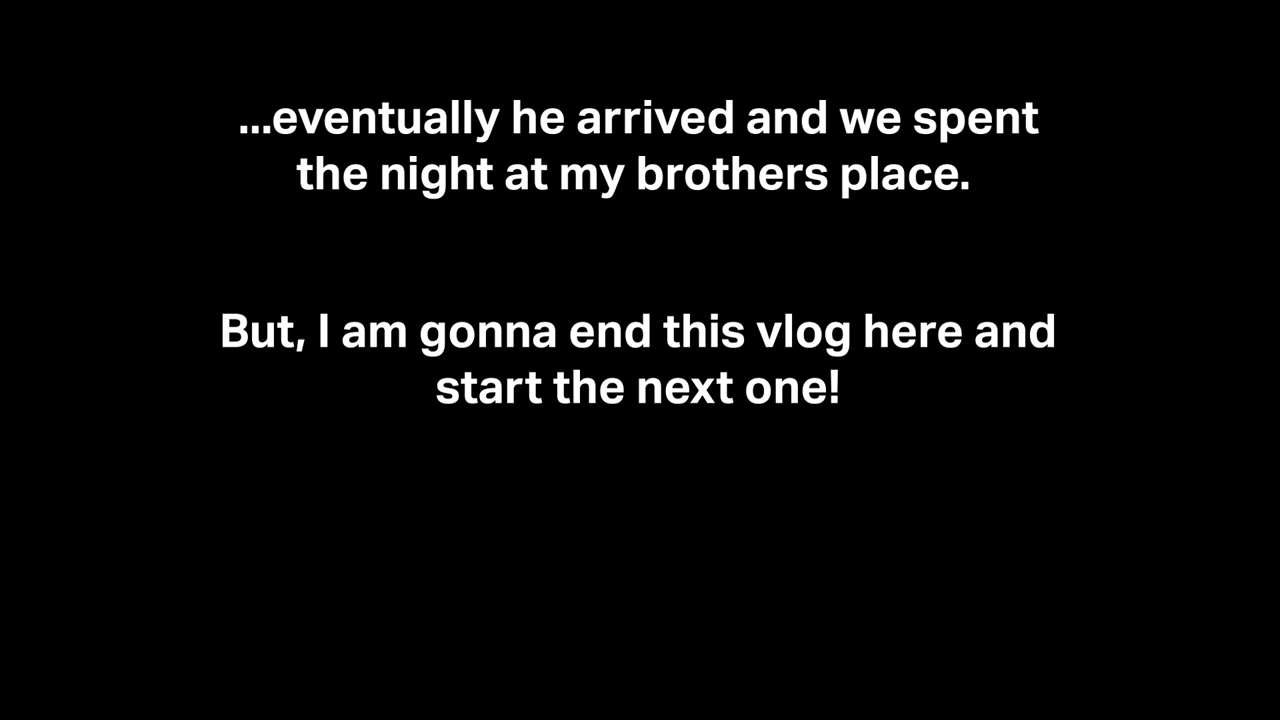 ...eventually he arrived and we spent
the night at my brothers place.
But, I am gonna end this vlog here and
start the next one!